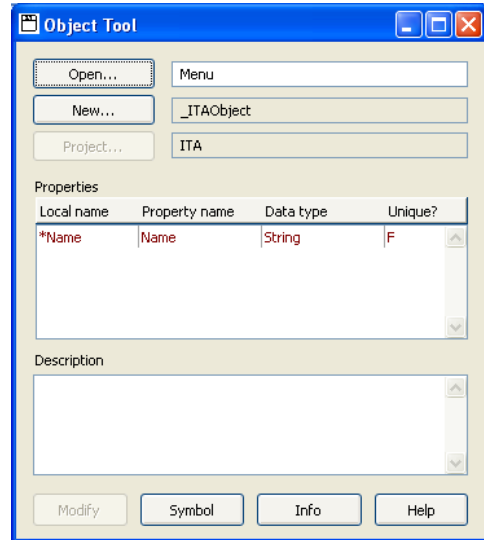 Object Tool
Open... Menu
New... _ITAObject
Project... ITA
Properties
Local name Property name Data type Unique?
*Name Name String F
Description
Modify Symbol Info Help